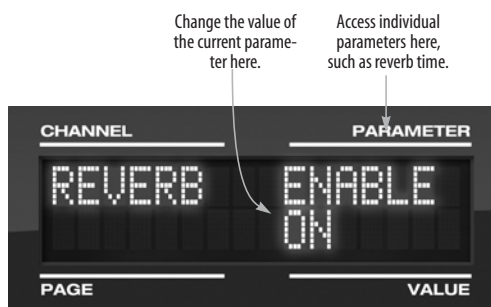 Change the value of
the current parame-
ter here.
Access individual
parameters here,
such as reverb time.
CHANNEL
PARAMETER
REVERB
ENABLE
ON
PAGE
VALUE